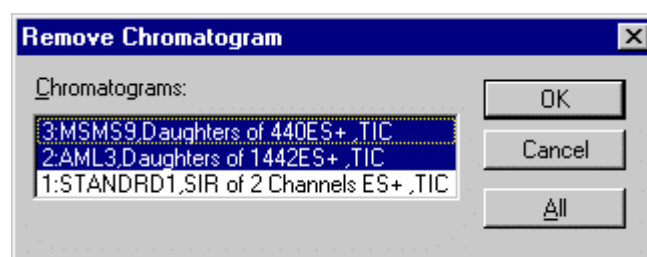 Remove Chromatogram
Chromatograms:
3:MSMS9,Daughters of 440ES+ ,TIC
2:AML3,Daughters of 1442ES+ ,TIC
1:STANDRD1,SIR of 2 Channels ES+ ,TIC
OK
Cancel
All